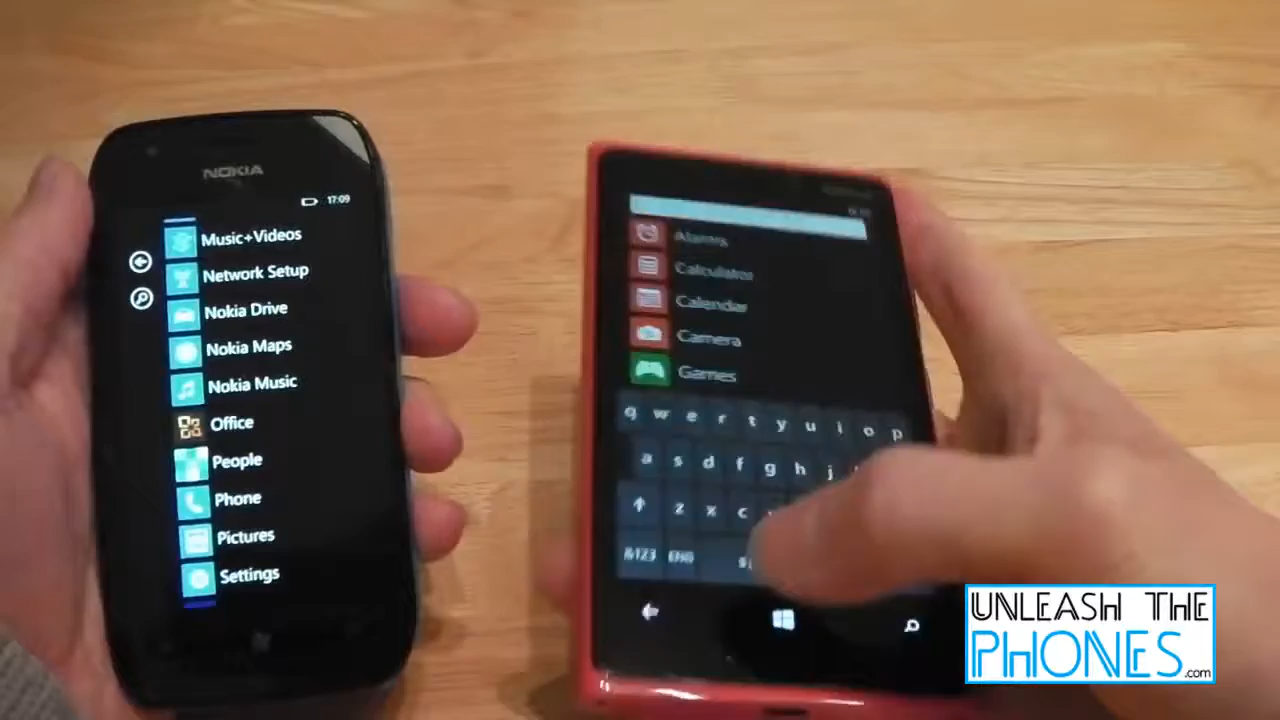 NOKIA
17:09
Music+Videos
Network Setup
Nokia Drive
Nokia Maps
Nokia Music
Office
People
Phone
Pictures
Settings
Alarms
Calculator
Calendar
Camera
Games
q w e r t y u i o p
a s d f g h j
z x c
&123 ENG
UNLEASH THE
PHONES.com